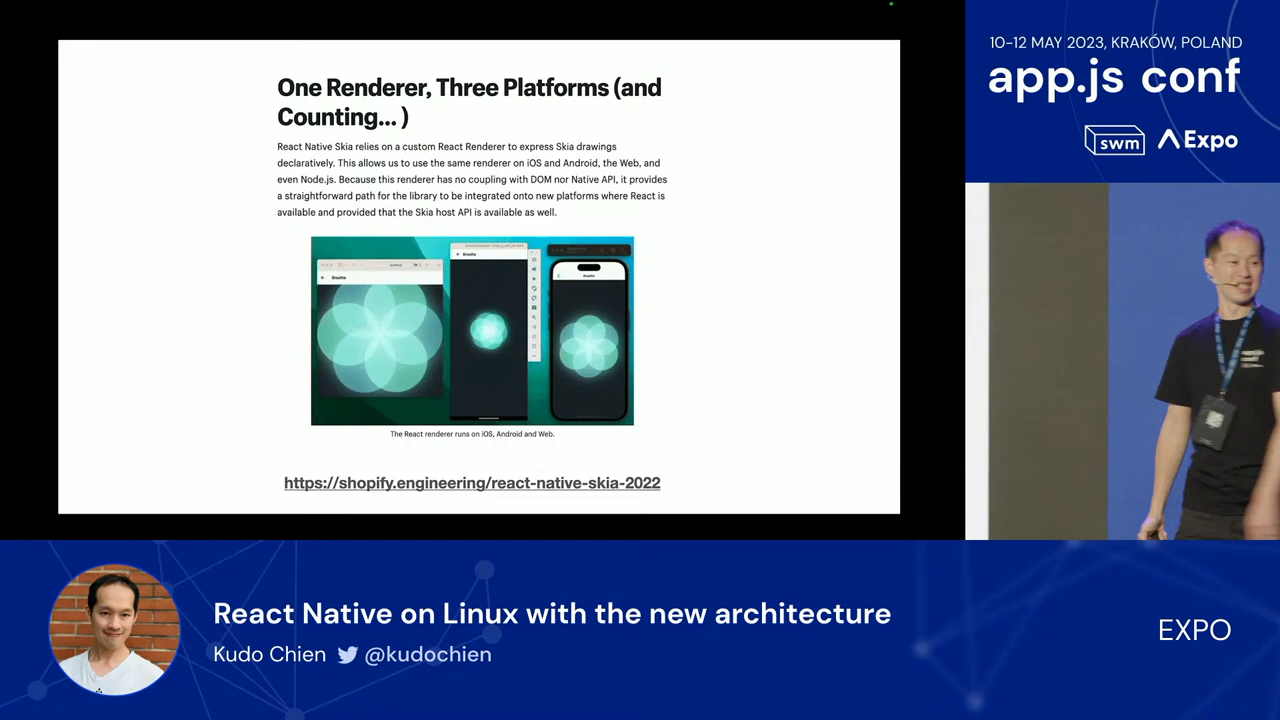 One Renderer, Three Platforms (and
Counting... )
React Native Skia relies on a custom React Renderer to express Skia drawings
declaratively. This allows us to use the same renderer on iOS and Android, the Web, and
even Node.js. Because this renderer has no coupling with DOM nor Native API, it provides
a straightforward path for the library to be integrated onto new platforms where React is
available and provided that the Skia host API is available as well.
Breathe
Breathe
Breathe
The React renderer runs on iOS, Android and Web.
https://shopify.engineering/react-native-skia-2022
10-12 MAY 2023, KRAKÓW, POLAND
app.js conf
swm
Expo
React Native on Linux with the new architecture
Kudo Chien @kudochien
EXPO